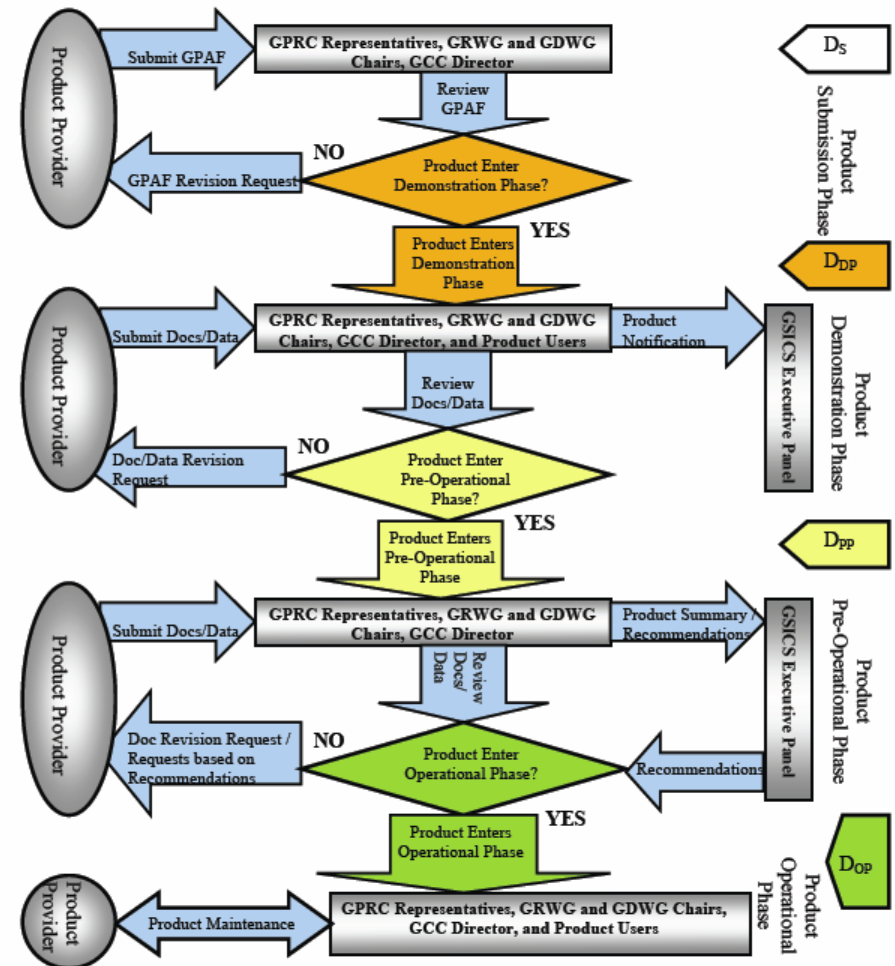 Product Provider
Submit GPAF
GPRC Representatives, GRWG and GDWG
Chairs, GCC Director
DS
Review
GPAF
Product
Submission Phase
NO
GPAF Revision Request
Product Enter
Demonstration Phase?
YES
Product Enters
Demonstration
Phase
DDP
Product Provider
Submit Docs/Data
GPRC Representatives, GRWG and GDWG
Chairs, GCC Director, and Product Users
Product
Notification
GSICS Executive Panel
Product
Demonstration Phase
Review
Docs/Data
NO
Doc/Data Revision
Request
Product Enter
Pre-Operational
Phase?
YES
Product Enters
Pre-Operational
Phase
DPP
Product Provider
Submit Docs/Data
GPRC Representatives, GRWG and GDWG
Chairs, GCC Director
Product Summary /
Recommendations
GSICS Executive Panel
Product
Pre-Operational Phase
Review
Docs/
Data
NO
Doc Revision Request /
Requests based on
Recommendations
Product Enter
Operational Phase?
Recommendations
YES
Product Enters
Operational Phase
DOP
Product
Operational
Phase
Product
Provider
Product Maintenance
GPRC Representatives, GRWG and GDWG Chairs,
GCC Director, and Product Users